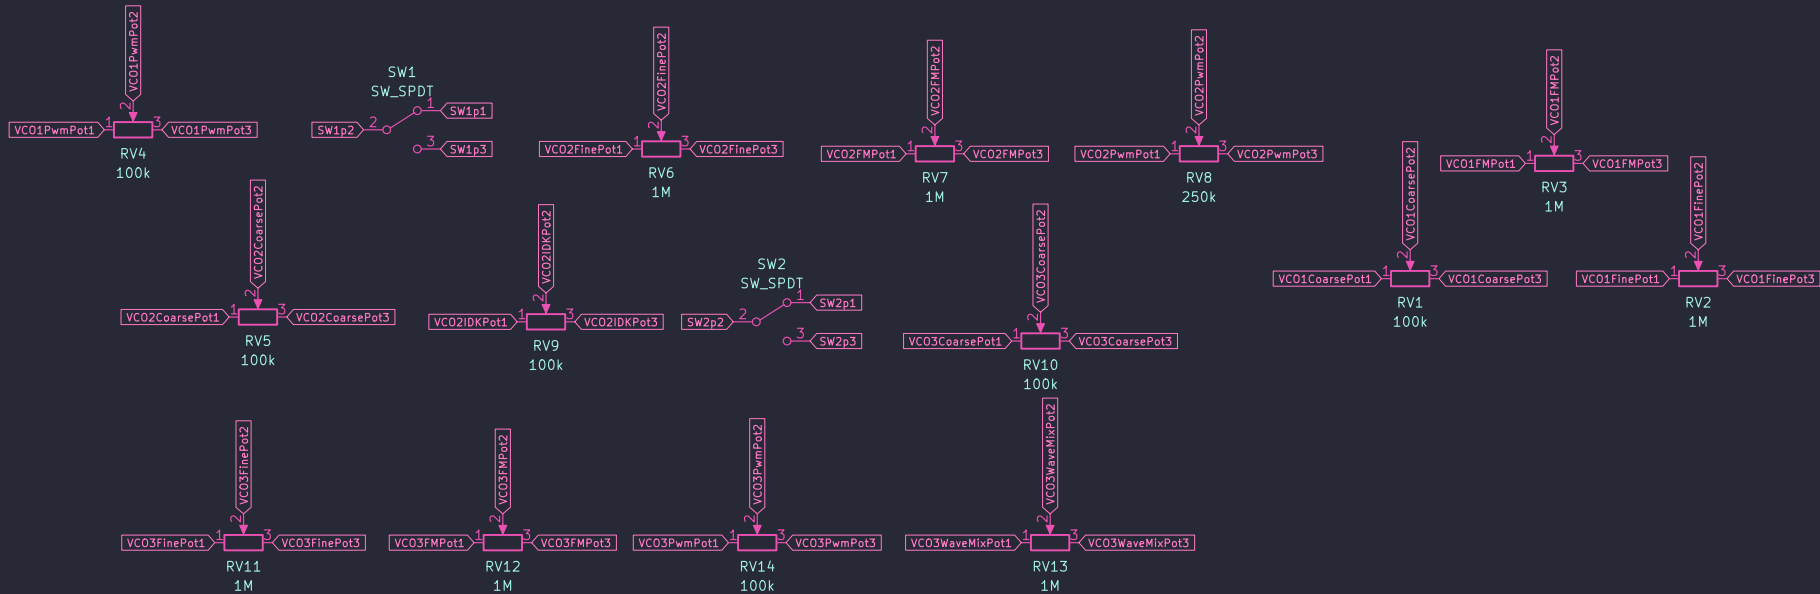 VCO1PwmPot2
2
1
3
VCO1PwmPot1
VCO1PwmPot3
RV4
100k
SW1
SW_SPDT
1
SW1p1
SW1p2
2
3
SW1p3
VCO2FinePot2
2
1
3
VCO2FinePot1
VCO2FinePot3
RV6
1M
VCO2FMPot2
2
1
3
VCO2FMPot1
VCO2FMPot3
RV7
1M
VCO2PwmPot2
2
1
3
VCO2PwmPot1
VCO2PwmPot3
RV8
250k
VCO1FMPot2
2
1
3
VCO1FMPot1
VCO1FMPot3
RV3
1M
VCO1CoarsePot2
2
1
3
VCO1CoarsePot1
VCO1CoarsePot3
RV1
100k
VCO1FinePot2
2
1
3
VCO1FinePot1
VCO1FinePot3
RV2
1M
VCO2CoarsePot2
2
1
3
VCO2CoarsePot1
VCO2CoarsePot3
RV5
100k
VCO2IDKPot2
2
1
3
VCO2IDKPot1
VCO2IDKPot3
RV9
100k
SW2
SW_SPDT
1
SW2p1
SW2p2
2
3
SW2p3
VCO3CoarsePot2
2
1
3
VCO3CoarsePot1
VCO3CoarsePot3
RV10
100k
VCO3FinePot2
2
1
3
VCO3FinePot1
VCO3FinePot3
RV11
1M
VCO3FMPot2
2
1
3
VCO3FMPot1
VCO3FMPot3
RV12
1M
VCO3PwmPot2
2
1
3
VCO3PwmPot1
VCO3PwmPot3
RV14
100k
VCO3WaveMixPot2
2
1
3
VCO3WaveMixPot1
VCO3WaveMixPot3
RV13
1M